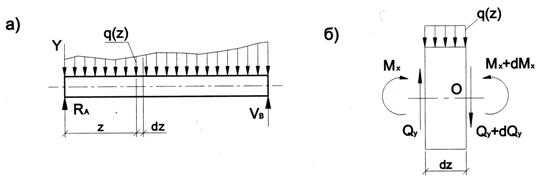 а)
q(z)
Y
R_A
V_B
z
dz
б)
q(z)
M_x
M_x+dM_x
O
Q_y
Q_y+dQ_y
dz